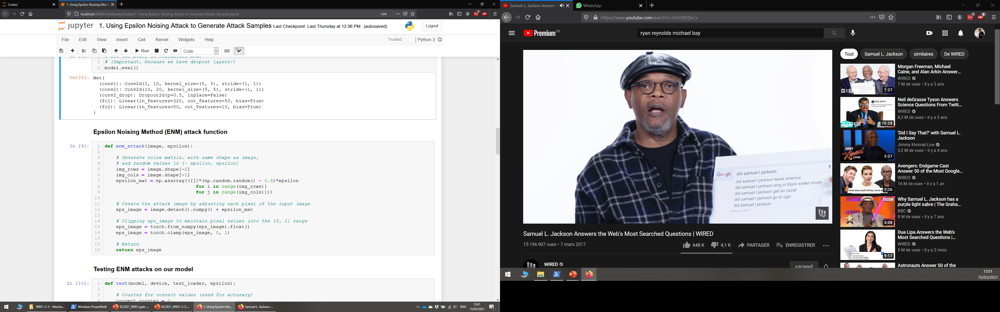 Codes/
1. Using Epsilon Noising Attack
localhost:8888/notebooks/Codes/1. Using Epsilon Noising Attack to Generate Attack Samples.ipynb
130%
jupyter 1. Using Epsilon Noising Attack to Generate Attack Samples Last Checkpoint: Last Thursday at 12:06 PM (autosaved)
Logout
File Edit View Insert Cell Kernel Widgets Help
Trusted Python 3
Run Code
2 # (Important, because we have dropout layers!)
3 model.eval()
Out[8]: Net(
(conv1): Conv2d(1, 10, kernel_size=(5, 5), stride=(1, 1))
(conv2): Conv2d(10, 20, kernel_size=(5, 5), stride=(1, 1))
(conv2_drop): Dropout2d(p=0.5, inplace=False)
(fc1): Linear(in_features=320, out_features=50, bias=True)
(fc2): Linear(in_features=50, out_features=10, bias=True)
)
Epsilon Noising Method (ENM) attack function
In [9]: 1 def enm_attack(image, epsilon):
2
3 # Generate noise matrix, with same shape as image,
4 # and random values in [- epsilon, epsilon]
5 img_rows = image.shape[-2]
6 img_cols = image.shape[-1]
7 epsilon_mat = np.asarray(([[2*(np.random.random() - 0.5)*epsilon
8 for i in range(img_rows)]
9 for j in range(img_cols)]))
10
11 # Create the attack image by adjusting each pixel of the input image
12 eps_image = image.detach().numpy() + epsilon_mat
13
14 # Clipping eps_image to maintain pixel values into the [0, 1] range
15 eps_image = torch.from_numpy(eps_image).float()
16 eps_image = torch.clamp(eps_image, 0, 1)
17
18 # Return
19 return eps_image
Testing ENM attacks on our model
In [10]: 1 def test(model, device, test_loader, epsilon):
2
3 # Counter for correct values (used for accuracy)
4 correct_counter = 0
W8S1-2-3 - Attacks... Windows PowerShell DL2021_W8S1.pptx ... DL2021_W8S1-2-3.... 1. Using Epsilon No... Samuel L. Jackson ...
ENG
15:01
15/03/2021
Samuel L. Jackson Answers
WhatsApp
https://www.youtube.com/watch?v=kSVQtlQtxCs
1
ABP 9
Premium SG
ryan reynolds michael bay
Google did samuel l jackson
did samuel l jackson leave america
did samuel l jackson sing in black snake moan
did samuel l jackson get an oscar
did samuel l jackson go to uga
did samuel l jackson
Samuel L. Jackson Answers the Web's Most Searched Questions | WIRED
15 196 907 vues • 7 mars 2017
648 K 4,1 K PARTAGER ENREGISTRER
WIRED
ABONNÉ
Tout Samuel L. Jackson similaires De WIRED
7:27
Morgan Freeman, Michael
Caine, and Alan Arkin Answer...
WIRED
7 M de vues • il y a 3 ans
WIRED
10:28
Neil deGrasse Tyson Answers
Science Questions From Twitt...
WIRED
8,3 M de vues • il y a 3 ans
JIMMY
Kimmel
LIVE!
3:27
'Did I Say That?' with Samuel L.
Jackson
Jimmy Kimmel Live
3,2 M de vues • il y a 4 ans
what does each infinity stone d
7:26
Avengers: Endgame Cast
Answer 50 of the Most Google...
WIRED
16 M de vues • il y a 1 an
BBC
3:08
Why Samuel L. Jackson has a
purple light sabre | The Graha...
BBC
8 M de vues • il y a 7 ans
9:17
Dua Lipa Answers the Web's
Most Searched Questions |...
WIRED
5 M de vues • il y a 2 mois
Astronauts Answer 50 of the
15:01
15/03/2021